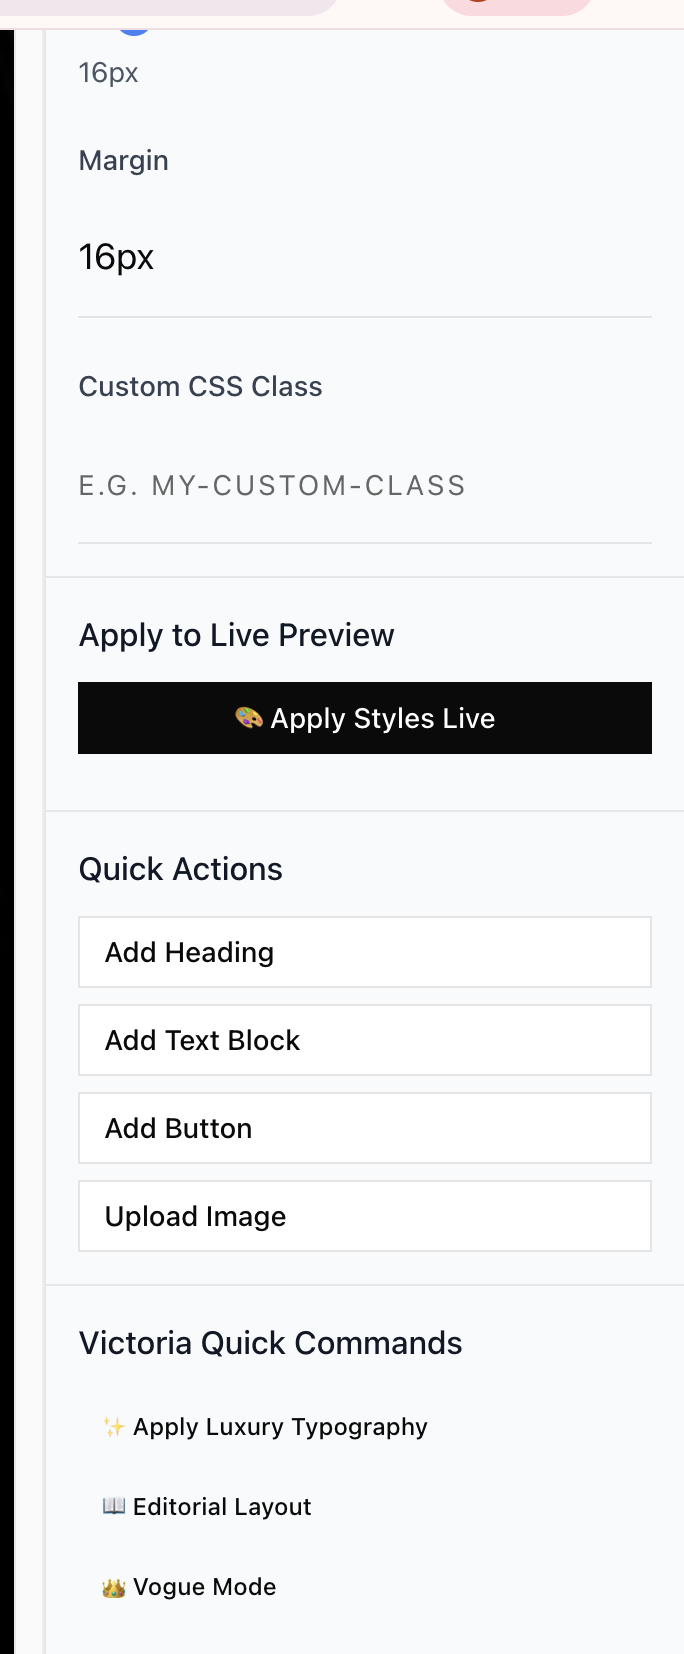 16px
Margin
16px
Custom CSS Class
E.G. MY-CUSTOM-CLASS
Apply to Live Preview
🎨 Apply Styles Live
Quick Actions
Add Heading
Add Text Block
Add Button
Upload Image
Victoria Quick Commands
✨ Apply Luxury Typography
📖 Editorial Layout
👑 Vogue Mode